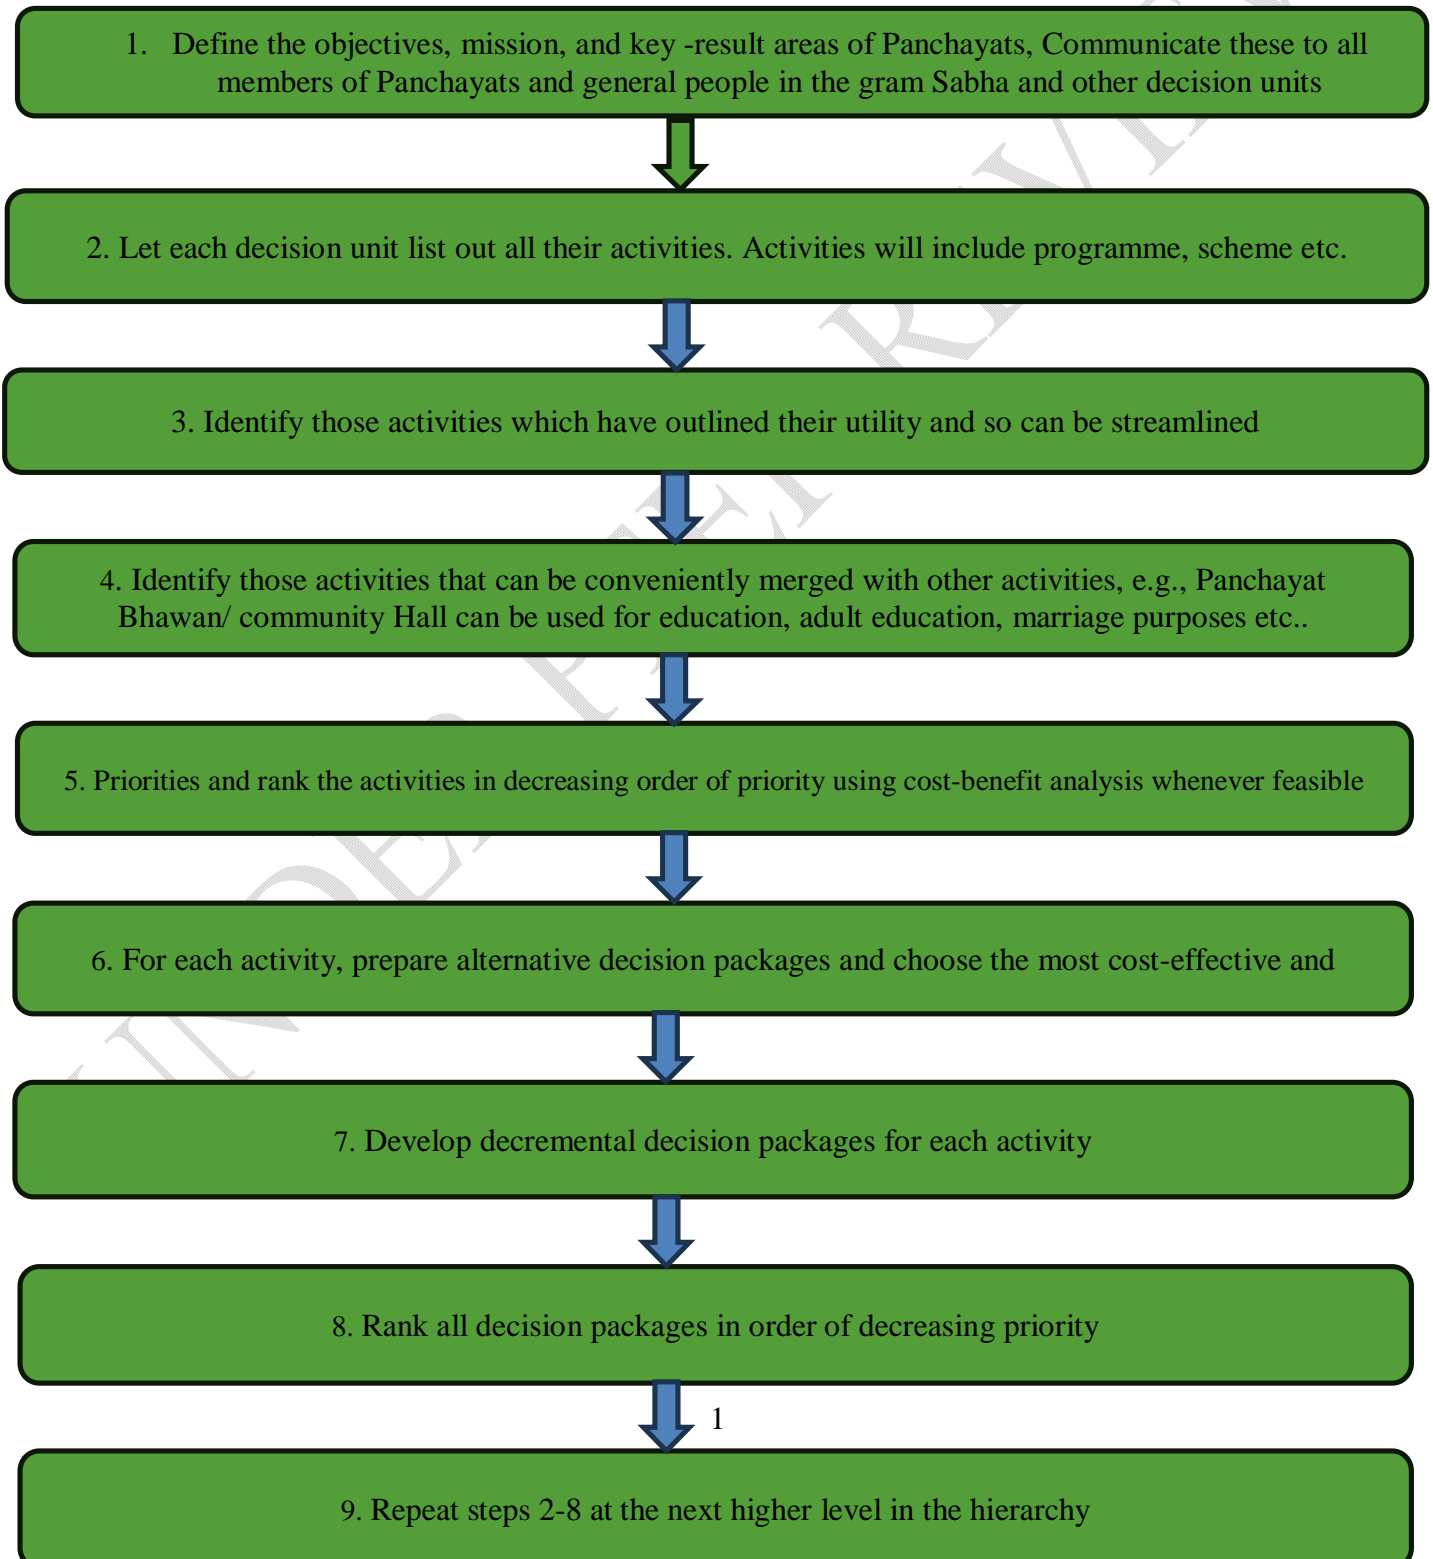 1. Define the objectives, mission, and key -result areas of Panchayats, Communicate these to all
members of Panchayats and general people in the gram Sabha and other decision units
2. Let each decision unit list out all their activities. Activities will include programme, scheme etc.
3. Identify those activities which have outlined their utility and so can be streamlined
4. Identify those activities that can be conveniently merged with other activities, e.g., Panchayat
Bhawan/ community Hall can be used for education, adult education, marriage purposes etc..
5. Priorities and rank the activities in decreasing order of priority using cost-benefit analysis whenever feasible
6. For each activity, prepare alternative decision packages and choose the most cost-effective and
7. Develop decremental decision packages for each activity
8. Rank all decision packages in order of decreasing priority
1
9. Repeat steps 2-8 at the next higher level in the hierarchy